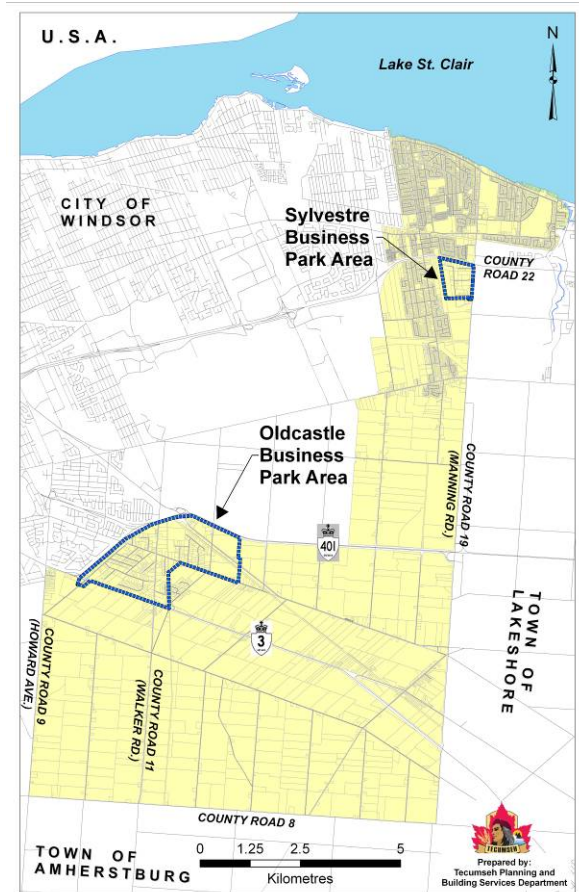 U.S.A.
N
Lake St. Clair
CITY OF
WINDSOR
Sylvestre
Business
Park Area
COUNTY
ROAD 22
Oldcastle
Business
Park Area
COUNTY ROAD 19
(MANNING RD.)
401
TOWN OF
LAKESHORE
3
COUNTY ROAD 9
(HOWARD AVE.)
COUNTY ROAD 11
(WALKER RD.)
COUNTY ROAD 8
TOWN OF
AMHERSTBURG
0 1.25 2.5 5
Kilometres
TECUMSEH
Prepared by:
Tecumseh Planning and
Building Services Department